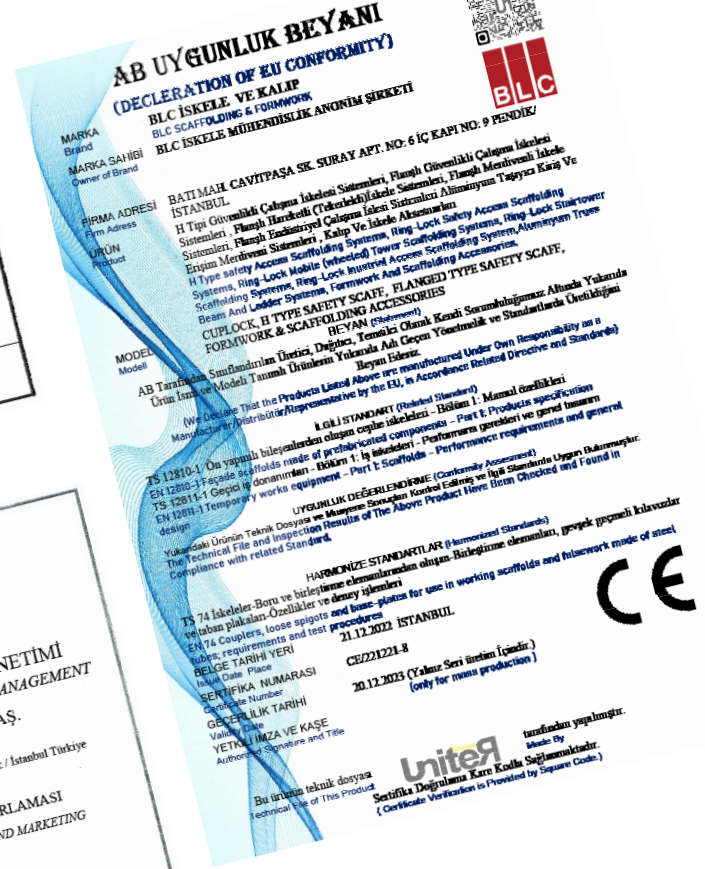 AB UYGUNLUK BEYANI
(DECLERATION OF EU CONFORMITY)
BLC
MARKA
Brand
BLC İSKELE VE KALIP
BLC SCAFFOLDING & FORMWORK
MARKA SAHİBİ
Owner of Brand
BLC İSKELE MÜHENDİSLİK ANONİM ŞİRKETİ
FİRMA ADRESİ
Firm Adress
BATI MAH. CAVİTPAŞA SK. SURAY APT. NO: 6 İÇ KAPI NO: 9 PENDİK/
İSTANBUL
ÜRÜN
Product
H Tipi Güvenlikli Çalışma İskelesi Sistemleri, Flanşlı Güvenlikli Çalışma İskelesi
Sistemleri , Flanşlı Hareketli (Tekerlekli)İskele Sistemleri, Flanşlı Merdivenli İskele
Sistemleri, Flanşlı Endüstriyel Çalışma İskesi Sistemleri Alüminyum Taşıyıcı Kiriş Ve
Erişim Merdiveni Sistemleri , Kalıp Ve İskele Aksesuarları
H Type safety Access Scaffolding Systems, Ring-Lock Safety Access Scaffolding
Systems, Ring-Lock Mobile (wheeled) Tower Scaffolding Systems, Ring-Lock Stairtower
Scaffolding Systems, Ring-Lock Inustriel Access Scaffolding System, Aluminyum Truss
Beam And Ladder Systems, Formwork And Scaffolding Accessories.
MODEL
Modell
CUPLOCK, H TYPE SAFETY SCAFF, FLANGED TYPE SAFETY SCAFF,
FORMWORK & SCAFFOLDING ACCESSORIES
BEYAN (Statement)
AB Tarafından Sınıflandırılan Üretici, Dağıtıcı, Temsilci Olarak Kendi Sorumluluğumuz Altında Yukarıda
Ürün İsmi ve Modeli Tanımlı Ürünlerin Yukarıda Adı Geçen Yönetmelik ve Standartlarda Üretildiğini
Beyan Ederiz.
(We Declare That the Products Listed Above are manufactured Under Own Responsibility as a
Manufacturer/Distribütör/Representative by the EU, in Accordance Related Directive and Standards)
İLGİLİ STANDART (Related Standard)
TS 12810-1 Ön yapımlı bileşenlerden oluşan cephe iskeleleri - Bölüm 1: Mamul özellikleri
EN 12810-1 Façade scaffolds made of prefabricated components - Part 1: Products specification
TS 12811-1 Geçici iş donanımları - Bölüm 1: İş iskeleleri - Performans gerekleri ve genel tasarım
EN 12811-1 Temporary works equipment - Part 1: Scaffolds - Performance requirements and general
design
UYGUNLUK DEĞERLENDİRME (Conformity Assesment)
Yukarıdaki Ürünün Teknik Dosyası ve Muayene Sonuçları Kontrol Edilmiş ve İlgili Standarda Uygun Bulunmuştur.
The Technical File and Inspection Results of The Above Product Have Been Checked and Found in
Compliance with related Standard.
HARMONİZE STANDARTLAR (Harmonized Standards)
TS 74 İskeleler-Boru ve birleştirme elemanlarından oluşan-Birleştirme elemanları, gevşek geçmeli kılavuzlar
ve taban plakaları-Özellikler ve deney işlemleri
EN 74 Couplers, loose spigots and base-plates for use in working scaffolds and falsework made of steel
tubes; requirements and test procedures
BELGE TARİHİ YERİ
Issue Date Place
21.12.2022 İSTANBUL
SERTİFİKA NUMARASI
Certificate Number
CE/221221-8
GEÇERLİLİK TARİHİ
Validity Date
20.12.2023 (Yalnız Seri üretim İçindir.)
(only for mass production )
YETKİLİ İMZA VE KAŞE
Authorized Signature and Title
CE
Bu ürünün teknik dosyası
Technical File of This Product
UniteR
tarafından yapılmıştır.
Made By
Sertifika Doğrulama Kare Kodla Sağlanmaktadır.
( Certificate Verification is Provided by Square Code.)
NETİMİ
MANAGEMENT
AŞ.
/ İstanbul Türkiye
RLAMASI
ND MARKETING